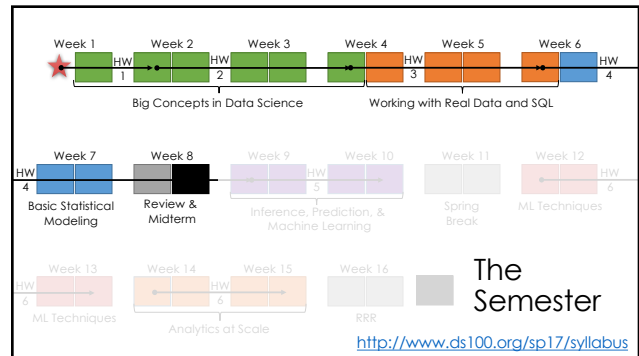 Week 1 Week 2 Week 3 Week 4 Week 5 Week 6
HW HW HW HW
1 2 3 4
Big Concepts in Data Science Working with Real Data and SQL
Week 7 Week 8 Week 9 Week 10 Week 11 Week 12
HW HW HW
4 5 6
Basic Statistical Review & Inference, Prediction, & Spring ML Techniques
Modeling Midterm Machine Learning Break
Week 13 Week 14 Week 15 Week 16
HW HW
6 6
ML Techniques Analytics at Scale RRR
The
Semester
http://www.ds100.org/sp17/syllabus